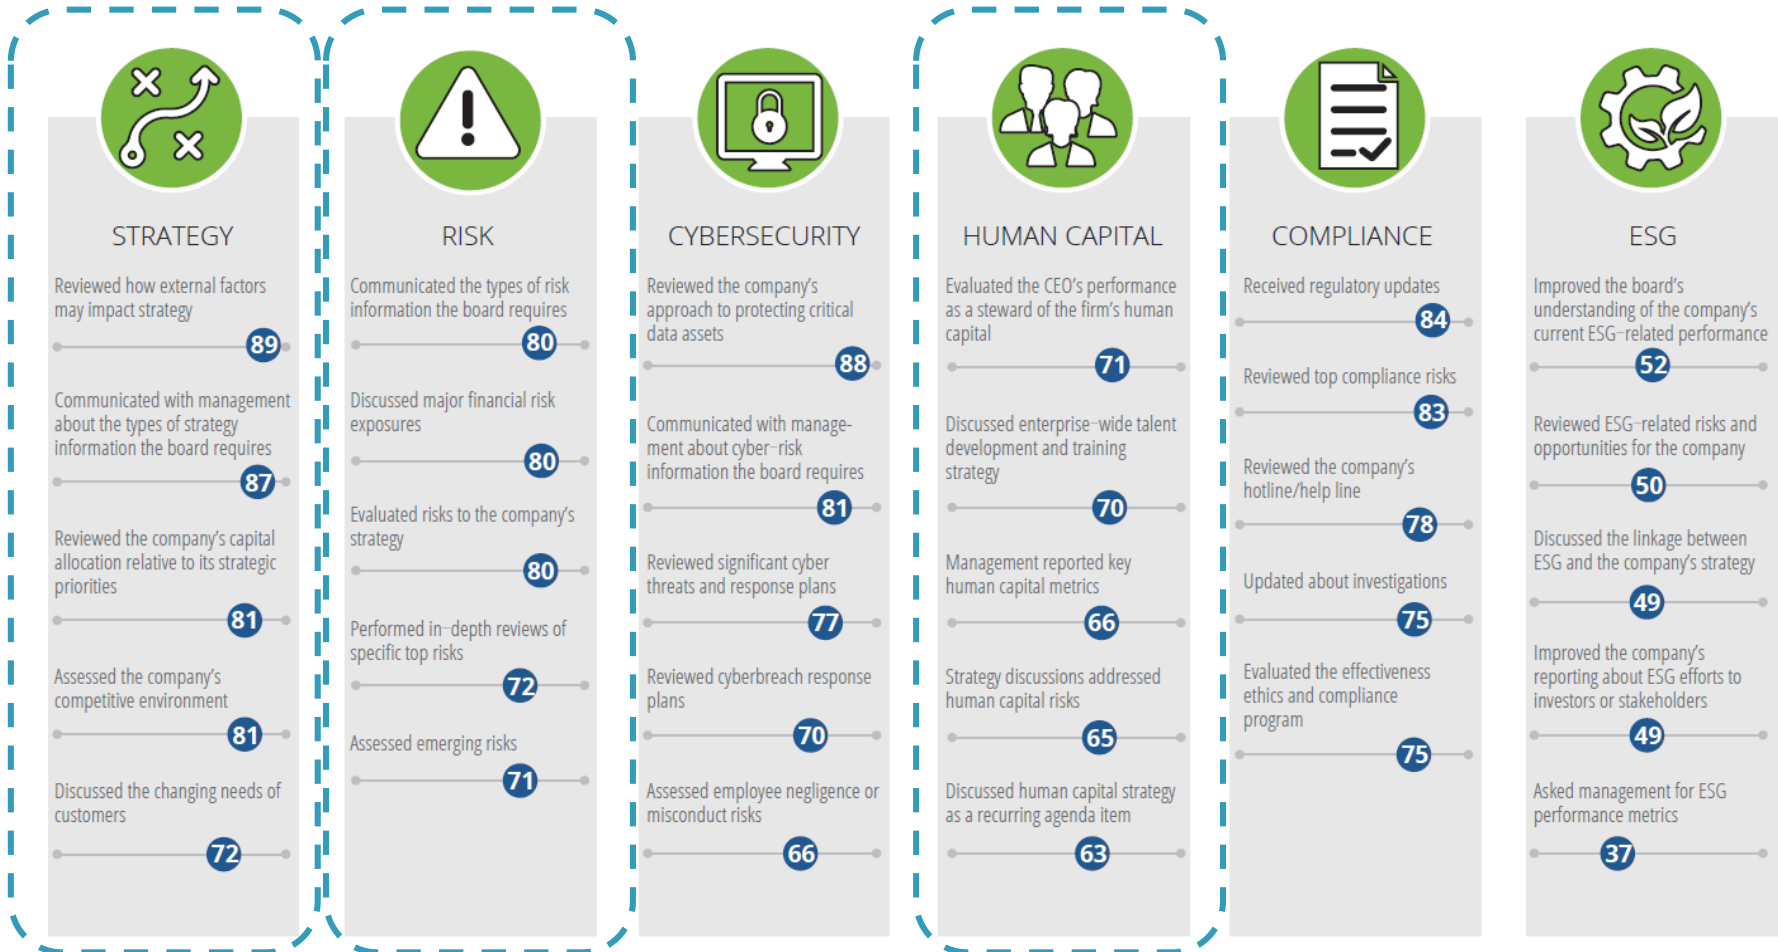 STRATEGY
Reviewed how external factors
may impact strategy
89
Communicated with management
about the types of strategy
information the board requires
87
Reviewed the company's capital
allocation relative to its strategic
priorities
81
Assessed the company's
competitive environment
81
Discussed the changing needs of
customers
72
RISK
Communicated the types of risk
information the board requires
80
Discussed major financial risk
exposures
80
Evaluated risks to the company's
strategy
80
Performed in-depth reviews of
specific top risks
72
Assessed emerging risks
71
CYBERSECURITY
Reviewed the company's
approach to protecting critical
data assets
88
Communicated with manage-
ment about cyber-risk
information the board requires
81
Reviewed significant cyber
threats and response plans
77
Reviewed cyberbreach response
plans
70
Assessed employee negligence or
misconduct risks
66
HUMAN CAPITAL
Evaluated the CEO's performance
as a steward of the firm's human
capital
71
Discussed enterprise-wide talent
development and training
strategy
70
Management reported key
human capital metrics
66
Strategy discussions addressed
human capital risks
65
Discussed human capital strategy
as a recurring agenda item
63
COMPLIANCE
Received regulatory updates
84
Reviewed top compliance risks
83
Reviewed the company's
hotline/help line
78
Updated about investigations
75
Evaluated the effectiveness
ethics and compliance
program
75
ESG
Improved the board's
understanding of the company's
current ESG-related performance
52
Reviewed ESG-related risks and
opportunities for the company
50
Discussed the linkage between
ESG and the company's strategy
49
Improved the company's
reporting about ESG efforts to
investors or stakeholders
49
Asked management for ESG
performance metrics
37